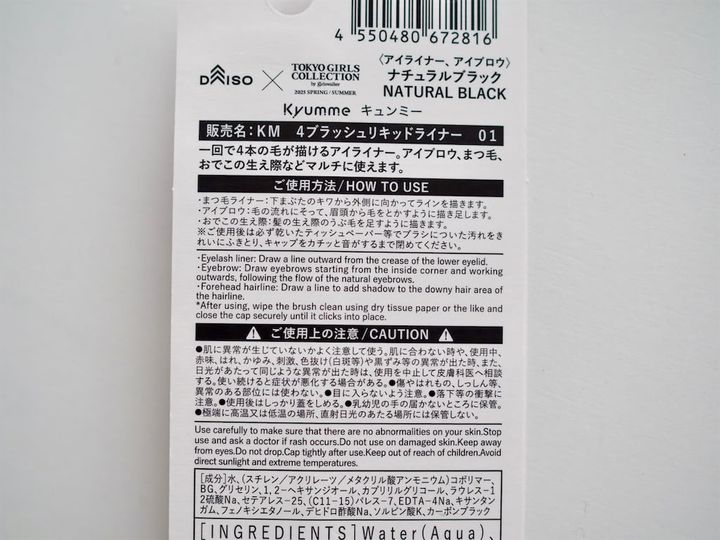 4 550480 672816
DAISO × TOKYO GIRLS COLLECTION
by girlswalker
2025 SPRING/SUMMER
〈アイライナー、アイブロウ〉
ナチュラルブラック
NATURAL BLACK
Kyumme キュンミー
販売名:KM 4ブラッシュリキッドライナー 01
一回で4本の毛が描けるアイライナー。アイブロウ、まつ毛、
おでこの生え際などマルチに使えます。
ご使用方法/HOW TO USE
・まつ毛ライナー:下まぶたのキワから外側に向かってラインを描きます。
・アイブロウ:毛の流れにそって、眉頭から毛をとかすように描き足します。
・おでこの生え際:髪の生え際のうぶ毛を足すように描きます。
※ご使用後は必ず乾いたティッシュペーパー等でブラシについた汚れをき
れいにふきとり、キャップをカチッと音がするまで閉めてください。
・Eyelash liner: Draw a line outward from the crease of the lower eyelid.
・Eyebrow: Draw eyebrows starting from the inside corner and working
outwards, following the flow of the natural eyebrows.
・Forehead hairline: Draw a line to add shadow to the downy hair area of
the hairline.
*After using, wipe the brush clean using dry tissue paper or the like and
close the cap securely until it clicks into place.
ご使用上の注意/CAUTION
●肌に異常が生じていないかよく注意して使う。肌に合わない時や、使用中、
赤味、はれ、かゆみ、刺激、色抜け(白斑等)や黒ずみ等の異常が出た時、また、
日光があたって同じような異常が出た時は、使用を中止して皮膚科医へ相談
する。使い続けると症状が悪化する場合がある。●傷やはれもの、しっしん等、
異常のある部位には使わない。●目に入らないよう注意。●落下等の衝撃に
注意。●使用後はしっかり蓋をしめる。●乳幼児の手の届かないところに保管。
●極端に高温又は低温の場所、直射日光のあたる場所には保管しない。
Use carefully to make sure that there are no abnormalities on your skin.Stop
use and ask a doctor if rash occurs.Do not use on damaged skin.Keep away
from eyes.Do not drop.Cap tightly after use.Keep out of reach of children.Avoid
direct sunlight and extreme temperatures.
[成分]水、(スチレン/アクリレーツ/メタクリル酸アンモニウム)コポリマー、
BG、グリセリン、1,2-ヘキサンジオール、カプリリルグリコール、ラウレス-1
2硫酸Na、セテアレス-25、(C11-15)パレス-7、EDTA-4Na、キサンタン
ガム、フェノキシエタノール、デヒドロ酢酸Na、ソルビン酸K、カーボンブラック
[INGREDIENTS]Water(Aqua)、